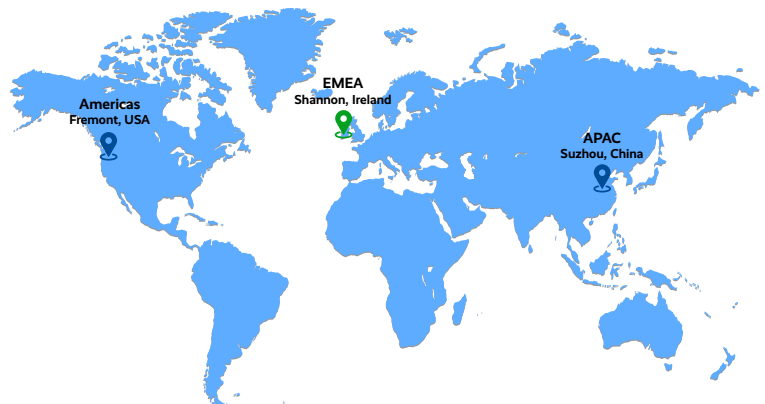 EMEA
Shannon, Ireland
Americas
Fremont, USA
APAC
Suzhou, China